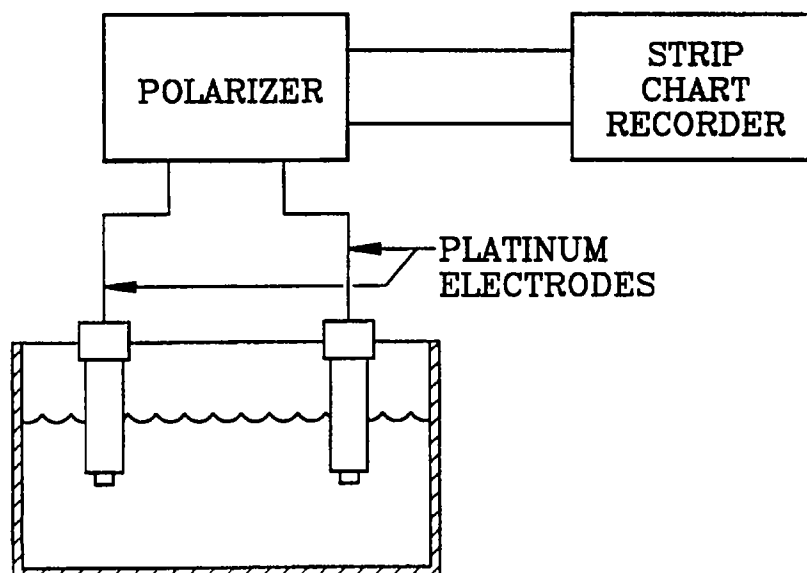 POLARIZER
STRIP
CHART
RECORDER
PLATINUM
ELECTRODES